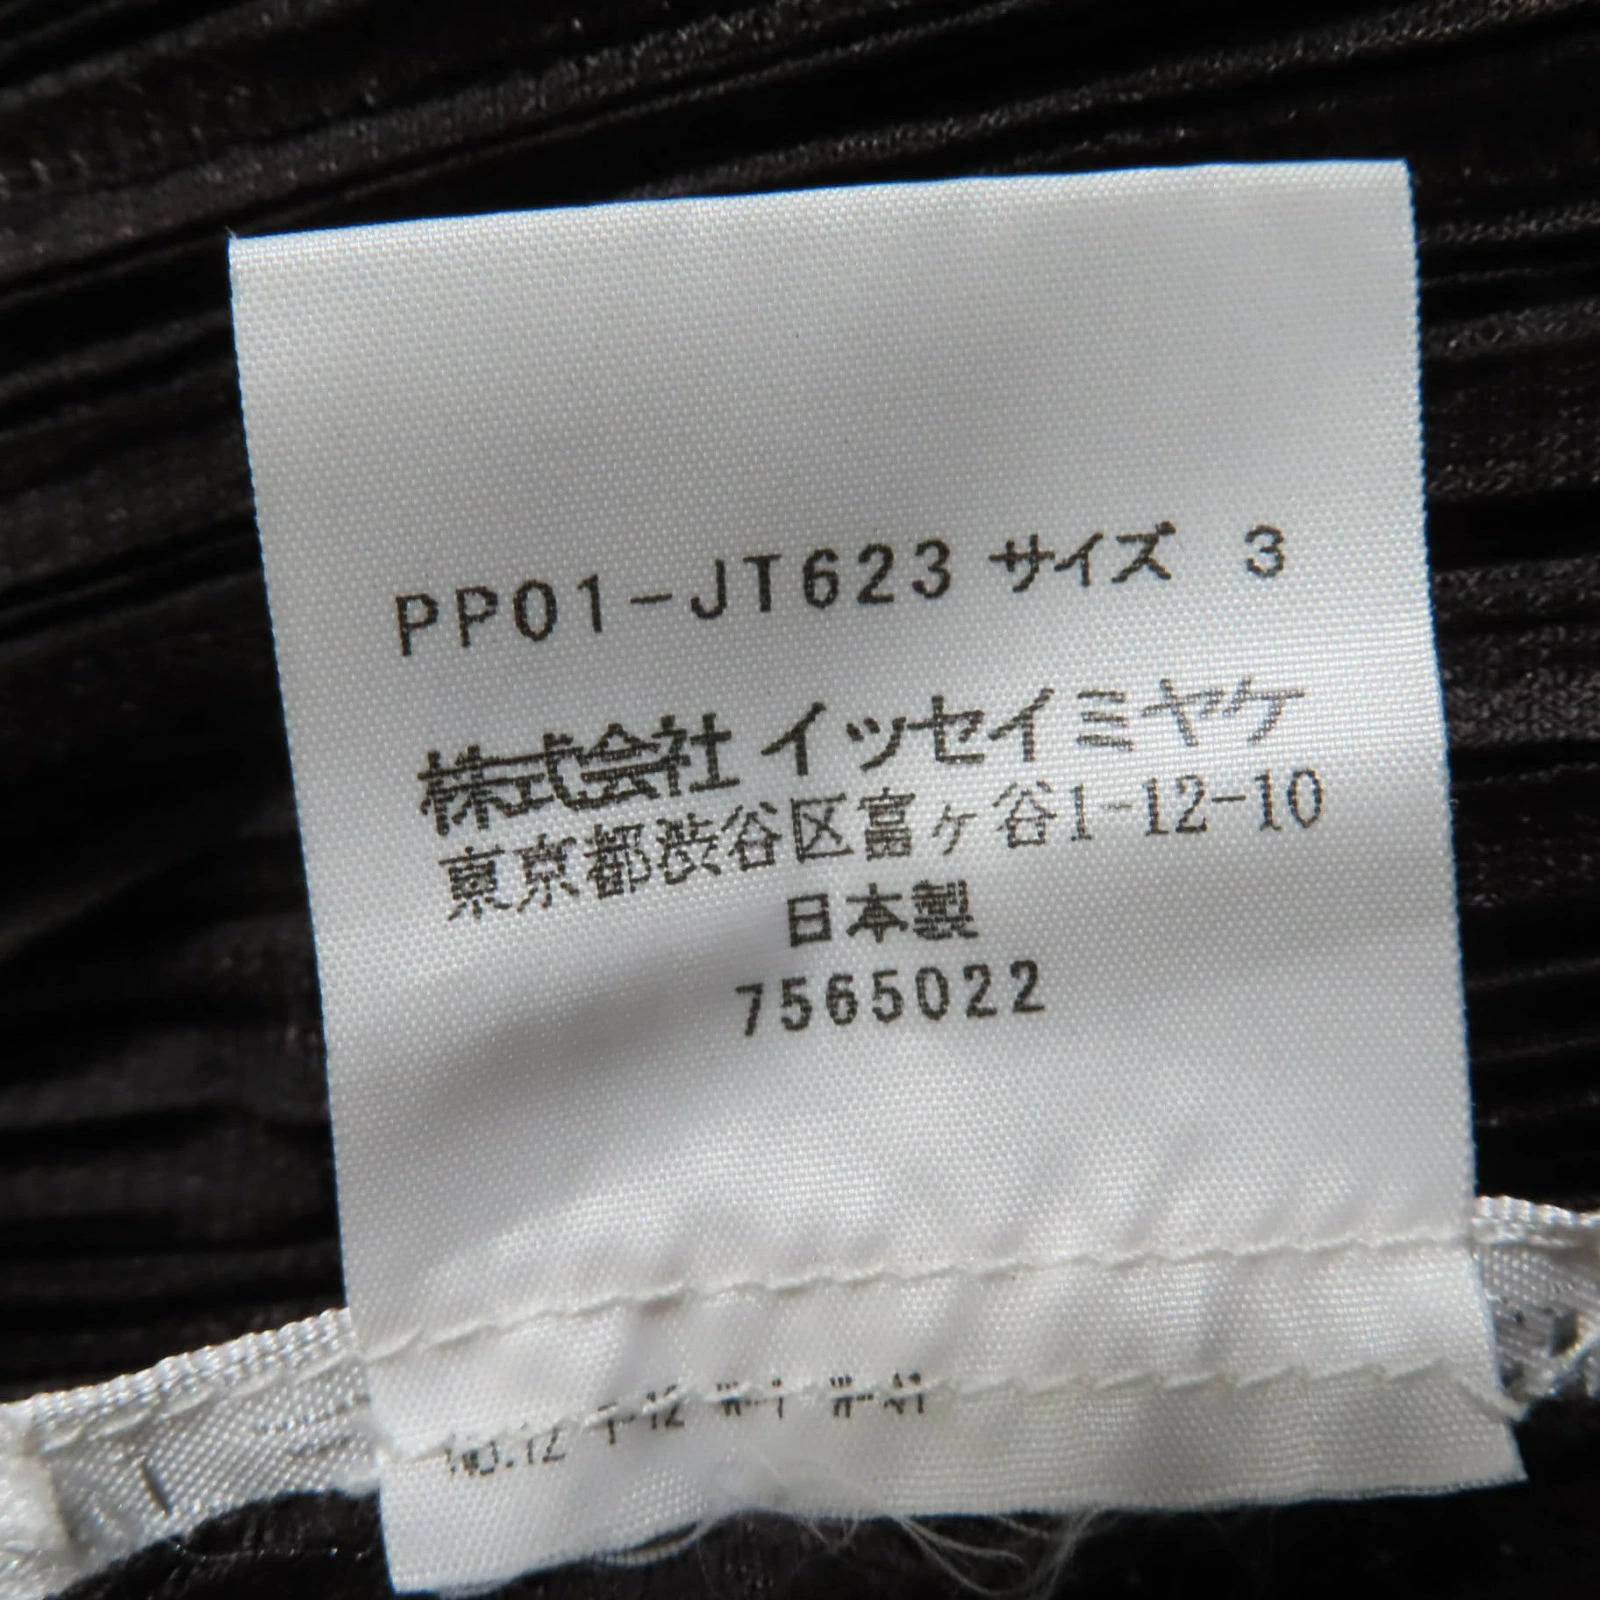 PP01-JT623 サイズ 3
株式会社 イッセイミヤケ
東京都渋谷区富ヶ谷1-12-10
日本製
7565022